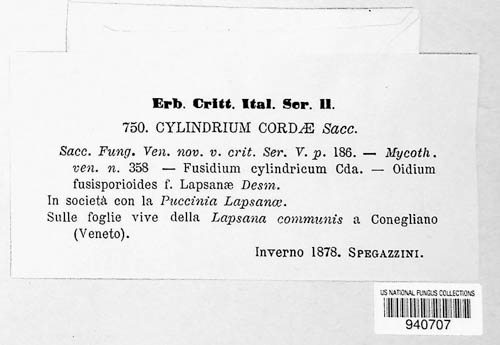 Erb. Critt. Ital. Ser. II.
750. CYLINDRIUM CORDÆ Sacc.
Sacc. Fung. Ven. nov. v. crit. Ser. V. p. 186. — Mycoth.
ven. n. 358 — Fusidium cylindricum Cda. — Oidium
fusisporioides f. Lapsanæ Desm.
In società con la Puccinia Lapsanæ.
Sulle foglie vive della Lapsana communis a Conegliano
(Veneto).
Inverno 1878. SPEGAZZINI.
US NATIONAL FUNGUS COLLECTIONS
940707